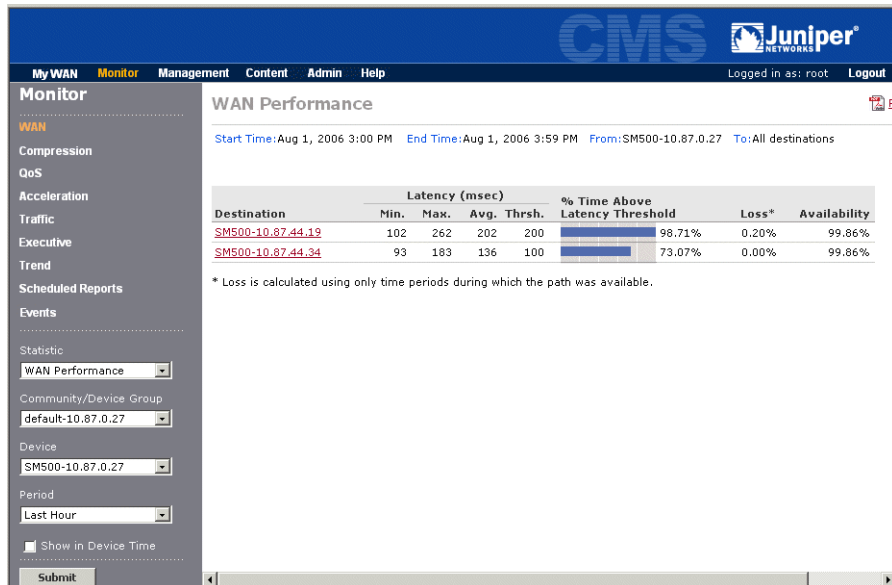 CMS
Juniper®
NETWORKS
My WAN Monitor Management Content Admin Help Logged in as: root Logout
Monitor
WAN
Compression
QoS
Acceleration
Traffic
Executive
Trend
Scheduled Reports
Events
Statistic
WAN Performance
Community/Device Group
default-10.87.0.27
Device
SM500-10.87.0.27
Period
Last Hour
Show in Device Time
Submit
WAN Performance
Start Time:Aug 1, 2006 3:00 PM End Time:Aug 1, 2006 3:59 PM From:SM500-10.87.0.27 To:All destinations
Latency (msec)
Destination Min. Max. Avg. Thrsh. % Time Above Latency Threshold Loss* Availability
SM500-10.87.44.19 102 262 202 200 98.71% 0.20% 99.86%
SM500-10.87.44.34 93 183 136 100 73.07% 0.00% 99.86%
* Loss is calculated using only time periods during which the path was available.